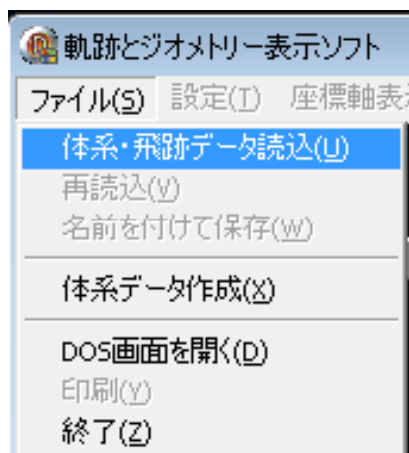 軌跡とジオメトリー表示ソフト
ファイル(S) 設定(T) 座標軸表
体系・飛跡データ読込(U)
再読込(V)
名前を付けて保存(W)
体系データ作成(X)
DOS画面を開く(D)
印刷(Y)
終了(Z)